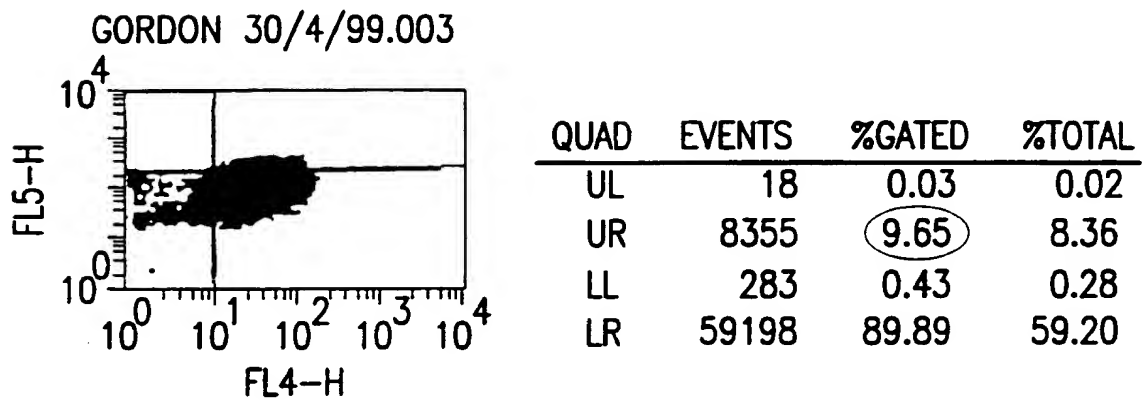 GORDON 30/4/99.003
10^4
10^0
FL5-H
10^0 10^1 10^2 10^3 10^4
FL4-H
QUAD EVENTS %GATED %TOTAL
UL 18 0.03 0.02
UR 8355 9.65 8.36
LL 283 0.43 0.28
LR 59198 89.89 59.20